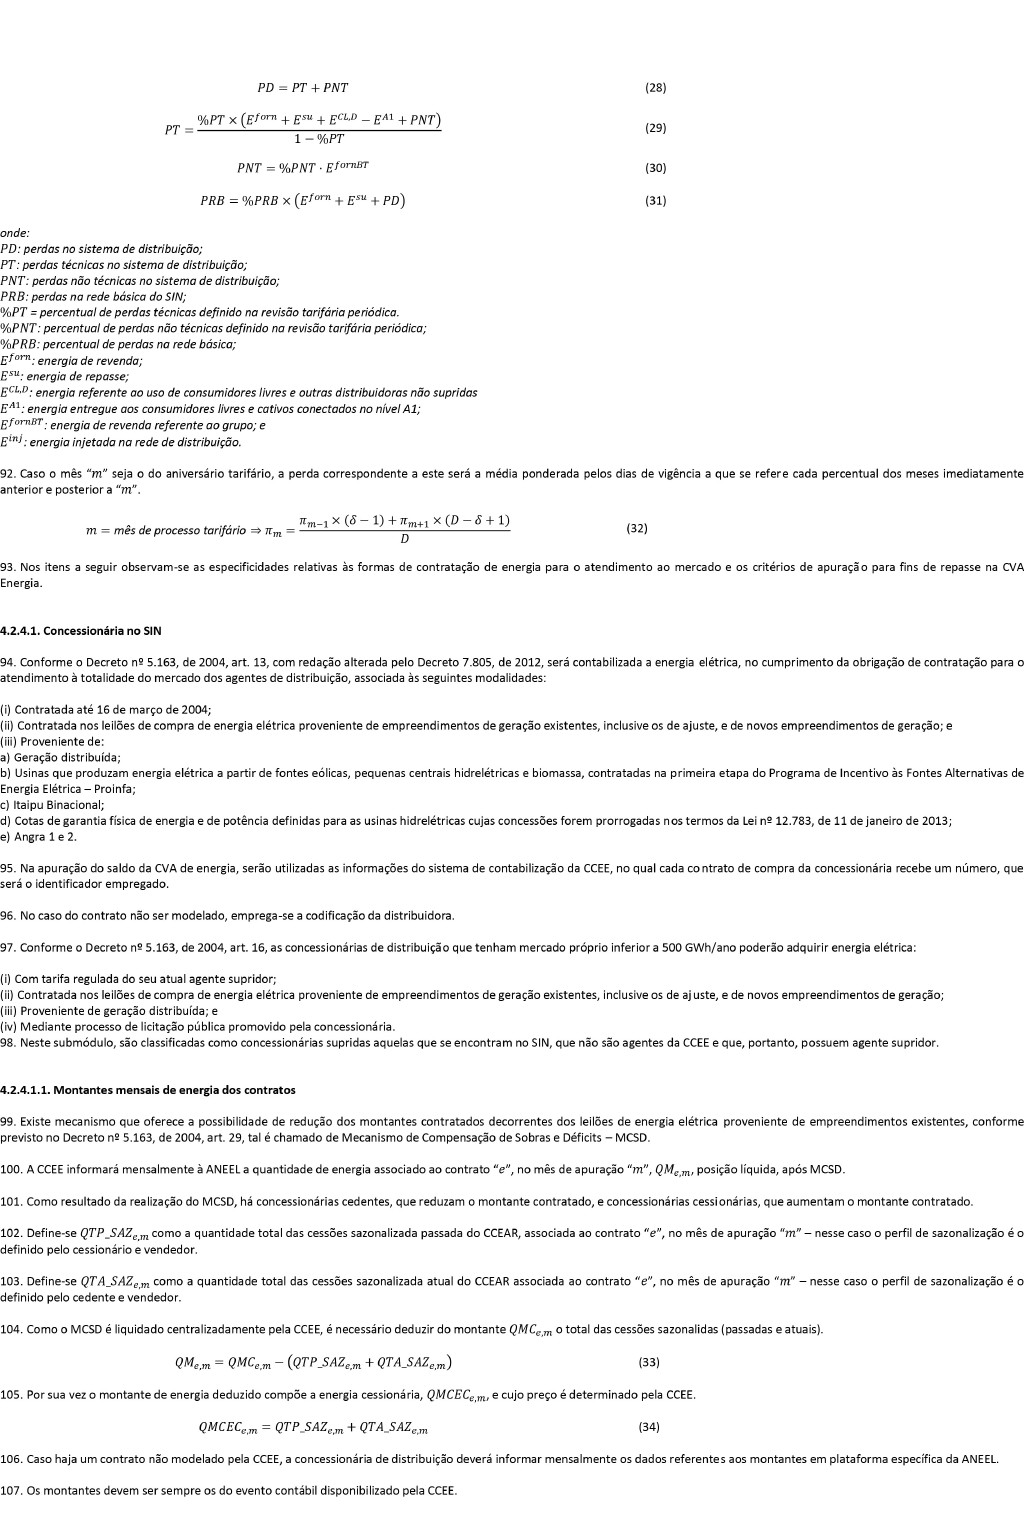 PD = PT + PNT (28)
PT = %PT × (E^forn + E^su + E^CL,D − E^A1 + PNT) / 1 − %PT (29)
PNT = %PNT · E^fornBT (30)
PRB = %PRB × (E^forn + E^su + PD) (31)
onde:
PD: perdas no sistema de distribuição;
PT: perdas técnicas no sistema de distribuição;
PNT: perdas não técnicas no sistema de distribuição;
PRB: perdas na rede básica do SIN;
%PT = percentual de perdas técnicas definido na revisão tarifária periódica.
%PNT: percentual de perdas não técnicas definido na revisão tarifária periódica;
%PRB: percentual de perdas na rede básica;
E^forn: energia de revenda;
E^su: energia de repasse;
E^CL,D: energia referente ao uso de consumidores livres e outras distribuidoras não supridas
E^A1: energia entregue aos consumidores livres e cativos conectados no nível A1;
E^fornBT: energia de revenda referente ao grupo; e
E^inj: energia injetada na rede de distribuição.
92. Caso o mês “m” seja o do aniversário tarifário, a perda correspondente a este será a média ponderada pelos dias de vigência a que se refere cada percentual dos meses imediatamente
anterior e posterior a “m”.
m = mês de processo tarifário ⇒ π_m = π_m−1 × (δ − 1) + π_m+1 × (D − δ + 1) / D (32)
93. Nos itens a seguir observam-se as especificidades relativas às formas de contratação de energia para o atendimento ao mercado e os critérios de apuração para fins de repasse na CVA
Energia.
4.2.4.1. Concessionária no SIN
94. Conforme o Decreto nº 5.163, de 2004, art. 13, com redação alterada pelo Decreto 7.805, de 2012, será contabilizada a energia elétrica, no cumprimento da obrigação de contratação para o
atendimento à totalidade do mercado dos agentes de distribuição, associada às seguintes modalidades:
(i) Contratada até 16 de março de 2004;
(ii) Contratada nos leilões de compra de energia elétrica proveniente de empreendimentos de geração existentes, inclusive os de ajuste, e de novos empreendimentos de geração; e
(iii) Proveniente de:
a) Geração distribuída;
b) Usinas que produzam energia elétrica a partir de fontes eólicas, pequenas centrais hidrelétricas e biomassa, contratadas na primeira etapa do Programa de Incentivo às Fontes Alternativas de
Energia Elétrica – Proinfa;
c) Itaipu Binacional;
d) Cotas de garantia física de energia e de potência definidas para as usinas hidrelétricas cujas concessões forem prorrogadas nos termos da Lei nº 12.783, de 11 de janeiro de 2013;
e) Angra 1 e 2.
95. Na apuração do saldo da CVA de energia, serão utilizadas as informações do sistema de contabilização da CCEE, no qual cada contrato de compra da concessionária recebe um número, que
será o identificador empregado.
96. No caso do contrato não ser modelado, emprega-se a codificação da distribuidora.
97. Conforme o Decreto nº 5.163, de 2004, art. 16, as concessionárias de distribuição que tenham mercado próprio inferior a 500 GWh/ano poderão adquirir energia elétrica:
(i) Com tarifa regulada do seu atual agente supridor;
(ii) Contratada nos leilões de compra de energia elétrica proveniente de empreendimentos de geração existentes, inclusive os de ajuste, e de novos empreendimentos de geração;
(iii) Proveniente de geração distribuída; e
(iv) Mediante processo de licitação pública promovido pela concessionária.
98. Neste submódulo, são classificadas como concessionárias supridas aquelas que se encontram no SIN, que não são agentes da CCEE e que, portanto, possuem agente supridor.
4.2.4.1.1. Montantes mensais de energia dos contratos
99. Existe mecanismo que oferece a possibilidade de redução dos montantes contratados decorrentes dos leilões de energia elétrica proveniente de empreendimentos existentes, conforme
previsto no Decreto nº 5.163, de 2004, art. 29, tal é chamado de Mecanismo de Compensação de Sobras e Déficits – MCSD.
100. A CCEE informará mensalmente à ANEEL a quantidade de energia associado ao contrato “e”, no mês de apuração “m”, QM_e,m, posição líquida, após MCSD.
101. Como resultado da realização do MCSD, há concessionárias cedentes, que reduzam o montante contratado, e concessionárias cessionárias, que aumentam o montante contratado.
102. Define-se QTP_SAZ_e,m como a quantidade total das cessões sazonalizada passada do CCEAR, associada ao contrato “e”, no mês de apuração “m” – nesse caso o perfil de sazonalização é o
definido pelo cessionário e vendedor.
103. Define-se QTA_SAZ_e,m como a quantidade total das cessões sazonalizada atual do CCEAR associada ao contrato “e”, no mês de apuração “m” – nesse caso o perfil de sazonalização é o
definido pelo cedente e vendedor.
104. Como o MCSD é liquidado centralizadamente pela CCEE, é necessário deduzir do montante QMC_e,m o total das cessões sazonalidas (passadas e atuais).
QM_e,m = QMC_e,m − (QTP_SAZ_e,m + QTA_SAZ_e,m) (33)
105. Por sua vez o montante de energia deduzido compõe a energia cessionária, QMCEC_e,m, e cujo preço é determinado pela CCEE.
QMCEC_e,m = QTP_SAZ_e,m + QTA_SAZ_e,m (34)
106. Caso haja um contrato não modelado pela CCEE, a concessionária de distribuição deverá informar mensalmente os dados referentes aos montantes em plataforma específica da ANEEL.
107. Os montantes devem ser sempre os do evento contábil disponibilizado pela CCEE.